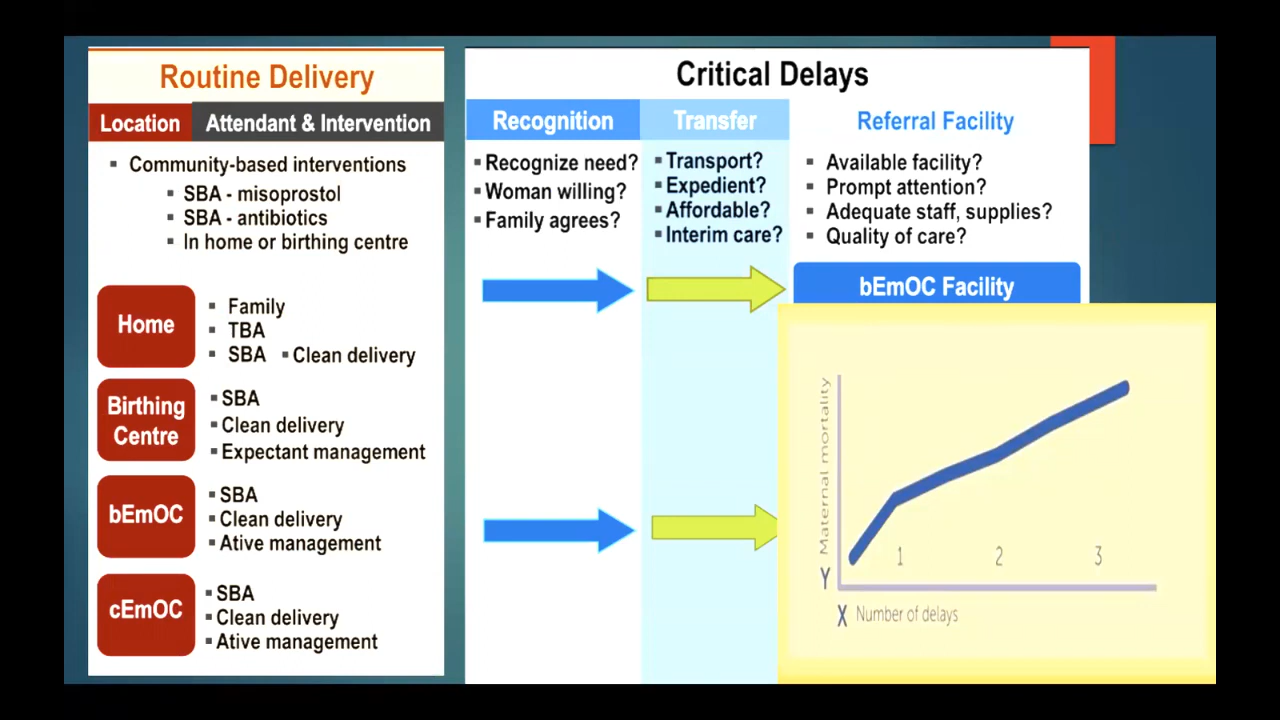 Routine Delivery
Location
Attendant & Intervention
Community-based interventions
SBA - misoprostol
SBA - antibiotics
In home or birthing centre
Home
Family
TBA
SBA
Clean delivery
Birthing
Centre
SBA
Clean delivery
Expectant management
bEmOC
SBA
Clean delivery
Ative management
cEmOC
SBA
Clean delivery
Ative management
Critical Delays
Recognition
Recognize need?
Woman willing?
Family agrees?
Transfer
Transport?
Expedient?
Affordable?
Interim care?
Referral Facility
Available facility?
Prompt attention?
Adequate staff, supplies?
Quality of care?
bEmOC Facility
Y Maternal mortality
1 2 3
X Number of delays